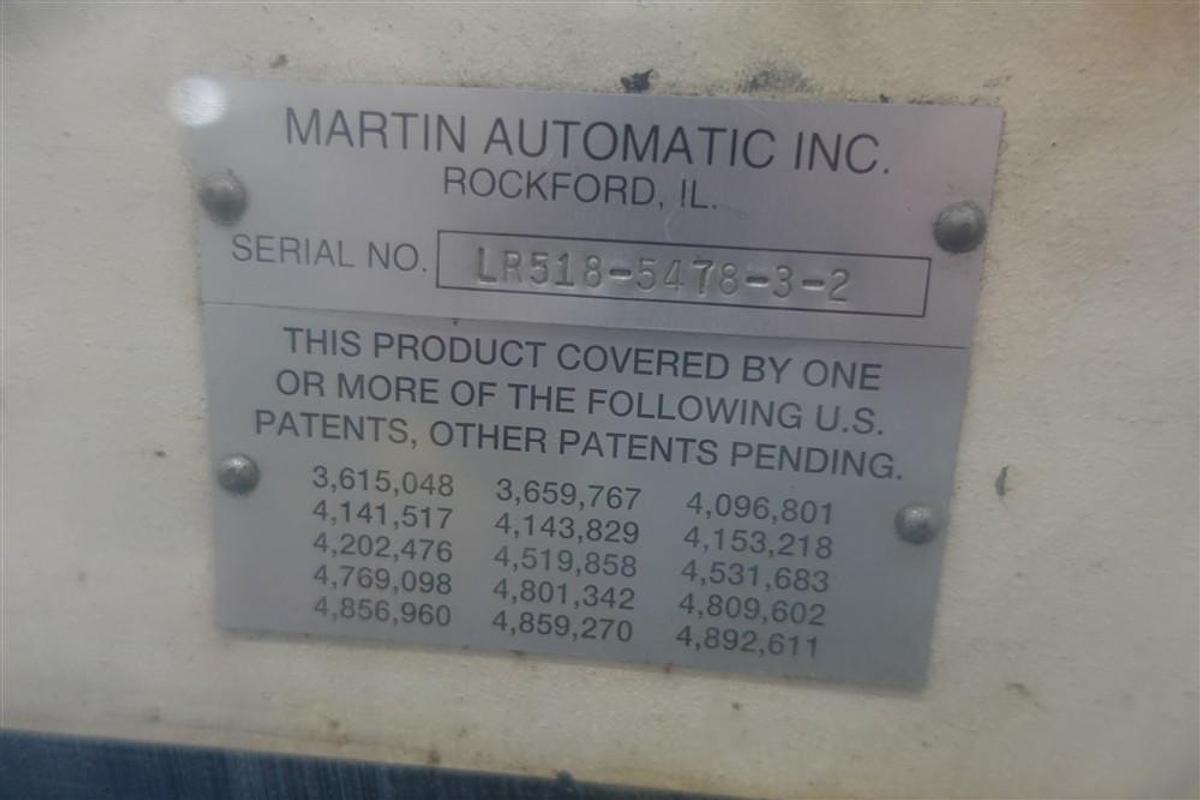 MARTIN AUTOMATIC INC.
ROCKFORD, IL.
SERIAL NO. LR518-5478-3-2
THIS PRODUCT COVERED BY ONE
OR MORE OF THE FOLLOWING U.S.
PATENTS, OTHER PATENTS PENDING.
3,615,048 3,659,767 4,096,801
4,141,517 4,143,829 4,153,218
4,202,476 4,519,858 4,531,683
4,769,098 4,801,342 4,809,602
4,856,960 4,859,270 4,892,611